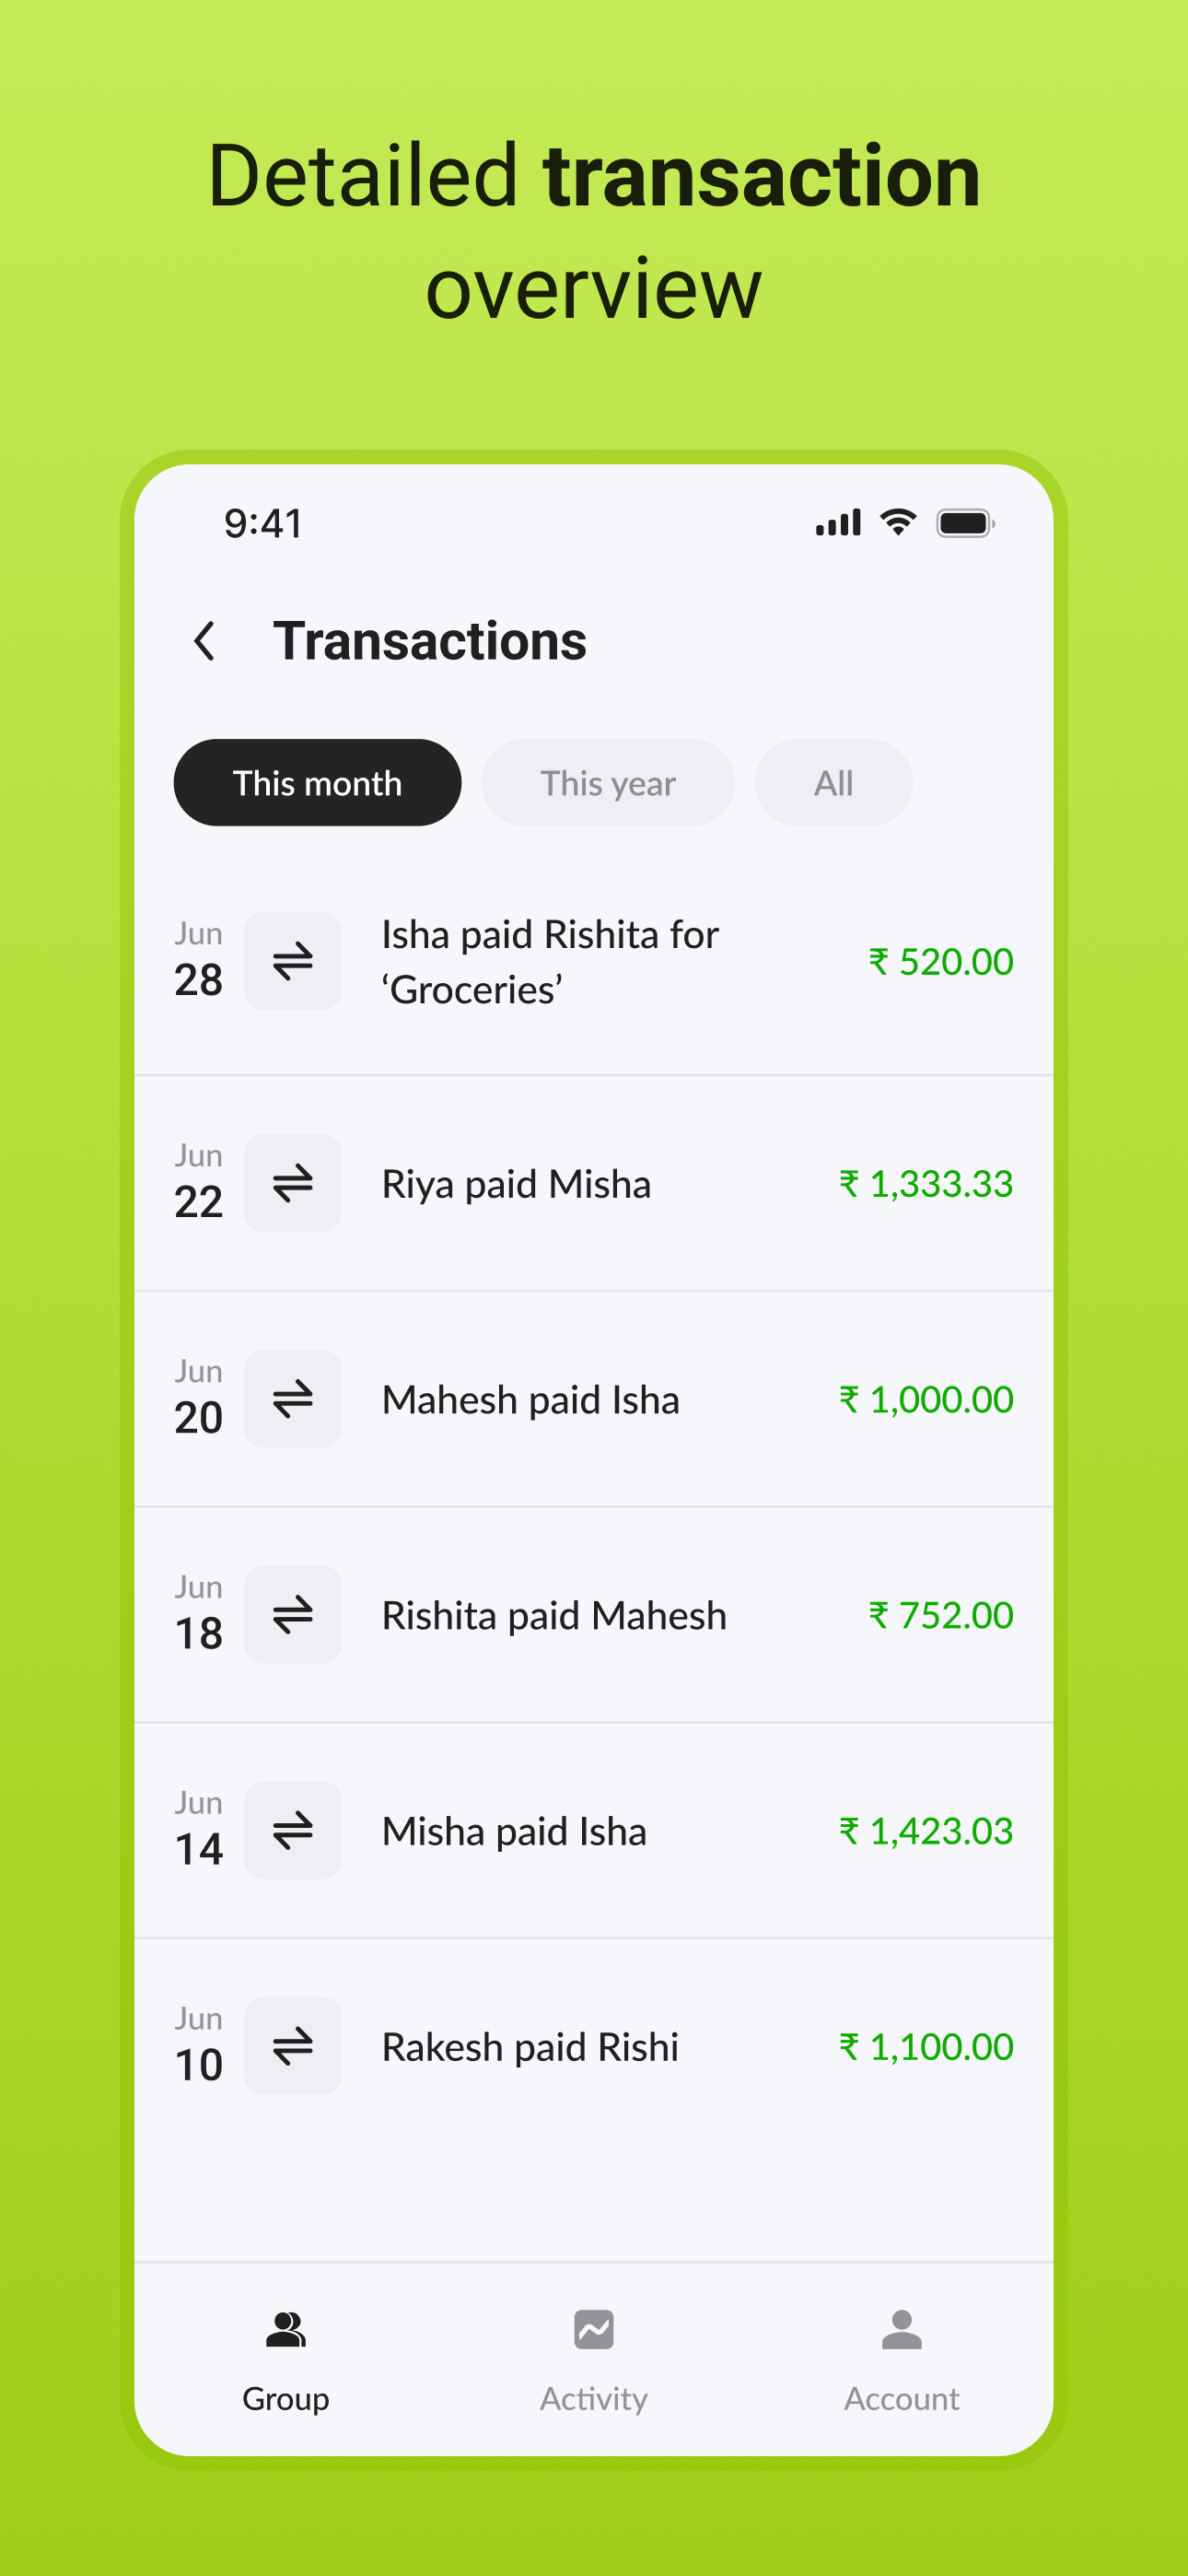 Detailed transaction
overview
9:41
Transactions
This month
This year
All
Jun
28
Isha paid Rishita for
‘Groceries’
₹ 520.00
Jun
22
Riya paid Misha
₹ 1,333.33
Jun
20
Mahesh paid Isha
₹ 1,000.00
Jun
18
Rishita paid Mahesh
₹ 752.00
Jun
14
Misha paid Isha
₹ 1,423.03
Jun
10
Rakesh paid Rishi
₹ 1,100.00
Group
Activity
Account